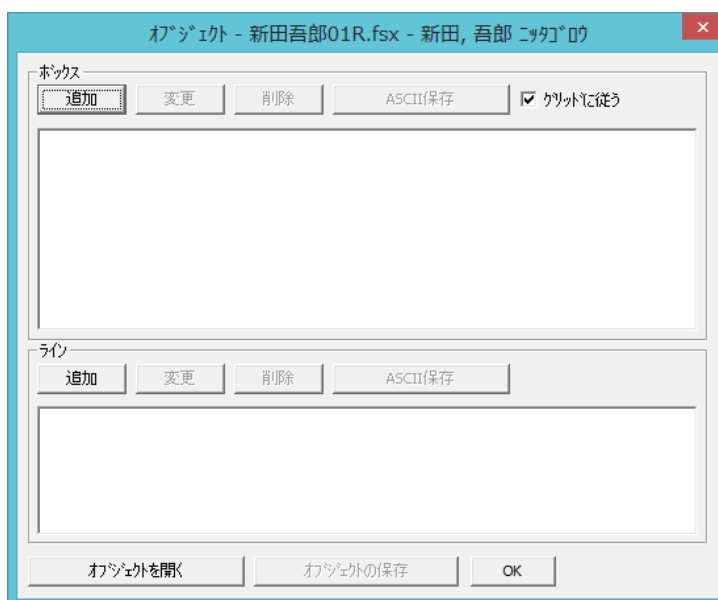 ｵﾌﾞｼﾞｪｸﾄ - 新田吾郎01R.fsx - 新田, 吾郎 ﾆｯﾀｺﾞﾛｳ
ﾎﾞｯｸｽ
追加 変更 削除 ASCII保存 ｸﾞﾘｯﾄﾞに従う
ﾗｲﾝ
追加 変更 削除 ASCII保存
ｵﾌﾞｼﾞｪｸﾄを開く ｵﾌﾞｼﾞｪｸﾄの保存 OK